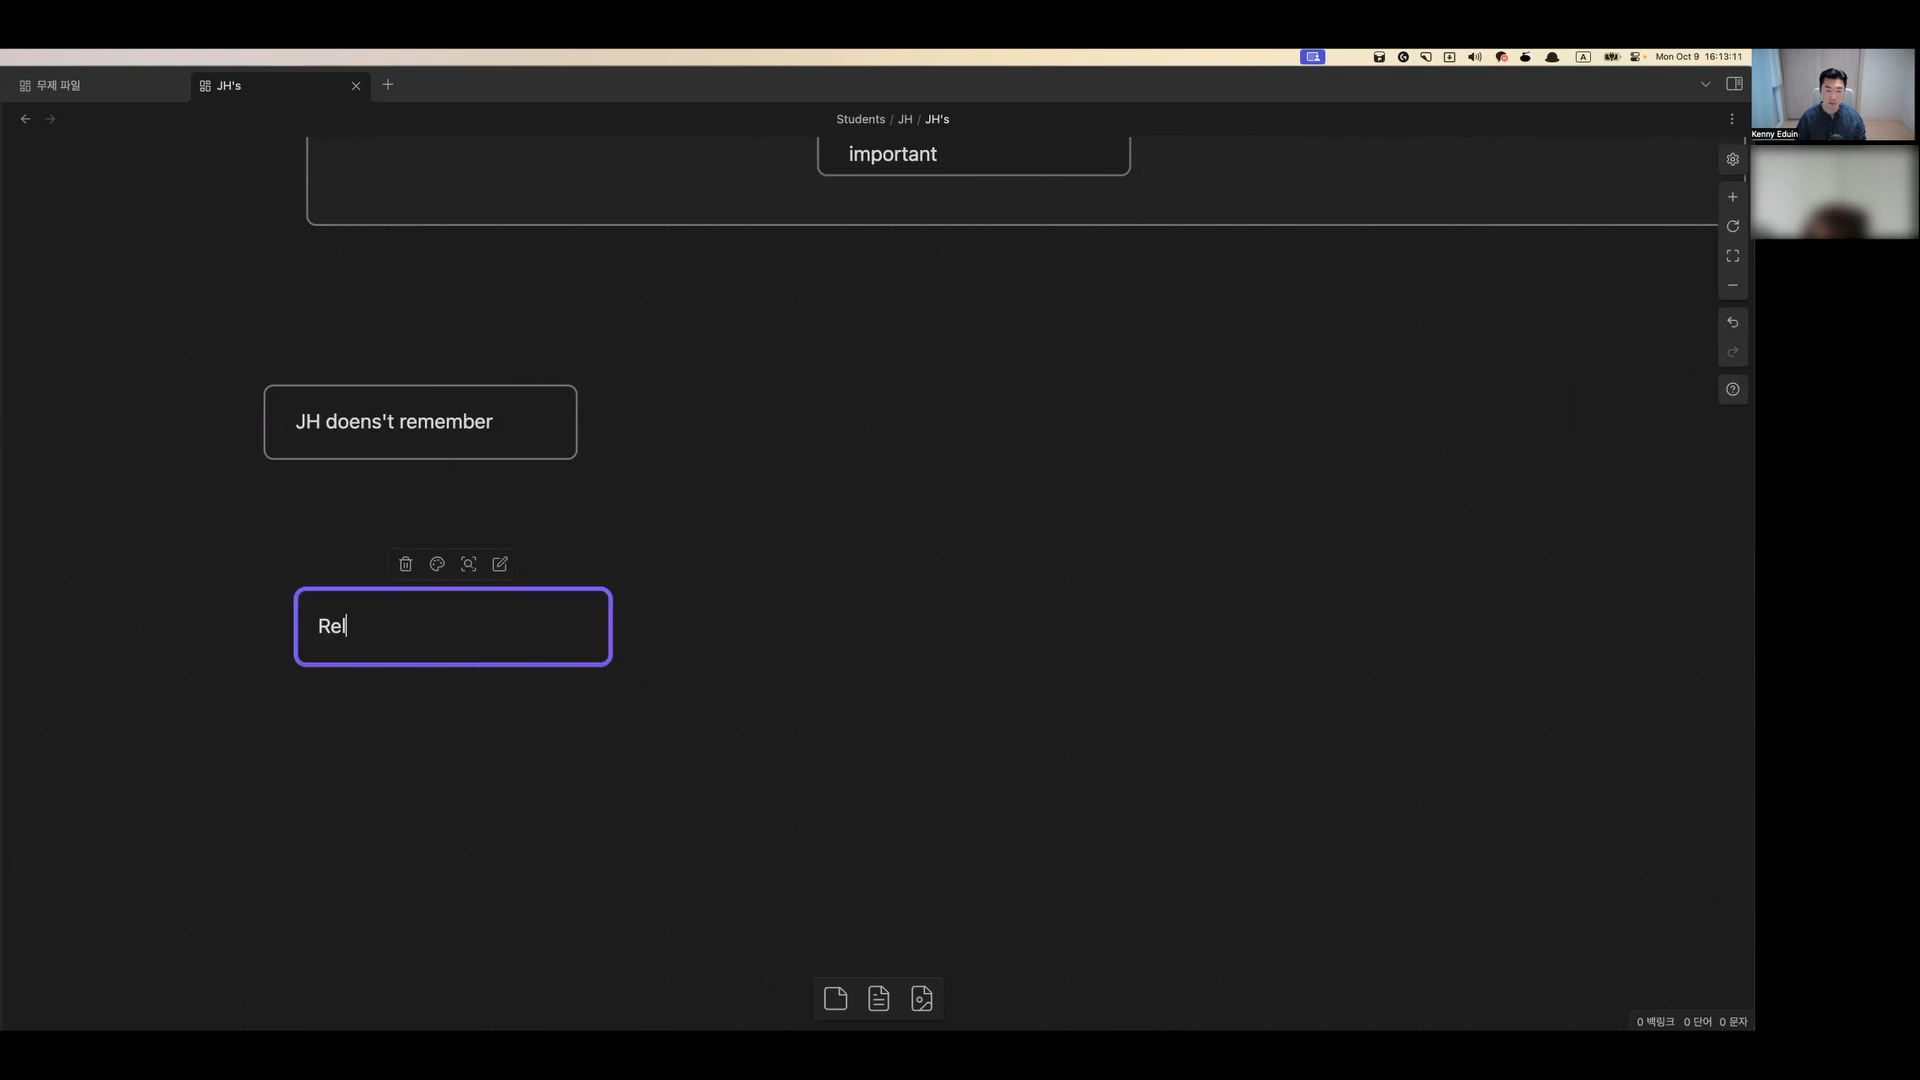 Mon Oct 9 16:13:11
무제 파일
JH's
Students / JH / JH's
Kenny Eduin
important
JH doens't remember
Rel
0 백링크 0 단어 0 문자